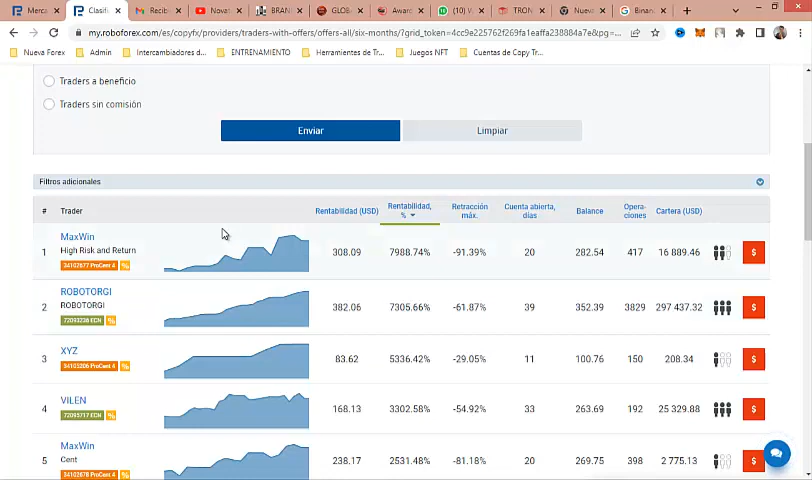 Merca
Clasifi
Recib
Nova
BRAN
GLOB
Award
(10) W
TRON
Nueva
Binan
my.roboforex.com/es/copyfx/providers/traders-with-offers/offers-all/six-months/?grid_token=4cc9e225762f269fa1eaffa238884a7e&pg=...
Nueva Forex
Admin
Intercambiadores d...
ENTRENAMIENTO
Herramientas de Tr...
Juegos NFT
Cuentas de Copy Tr...
Traders a beneficio
Traders sin comisión
Enviar Limpiar
Filtros adicionales
# Trader Rentabilidad (USD) Rentabilidad, % Retracción máx. Cuenta abierta, días Balance Opera-ciones Cartera (USD)
1 MaxWin 308.09 7988.74% -91.39% 20 282.54 417 16 889.46 $
High Risk and Return
34102677 ProCent 4 %
2 ROBOTORGI 382.06 7305.66% -61.87% 39 352.39 3829 297 437.32 $
ROBOTORGI
72093236 ECN %
3 XYZ 83.62 5336.42% -29.05% 11 100.76 150 208.34 $
34103206 ProCent 4 %
4 VILEN 168.13 3302.58% -54.92% 33 263.69 192 25 329.88 $
72095717 ECN %
5 MaxWin 238.17 2531.48% -81.18% 20 269.75 398 2 775.13 $
Cent
34102678 ProCent 4 %